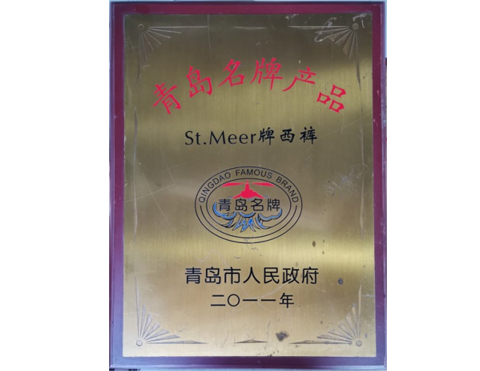 青岛名牌产品
St.Meer牌西裤
QINGDAO FAMOUS BRAND
青岛名牌
青岛市人民政府
二〇一一年